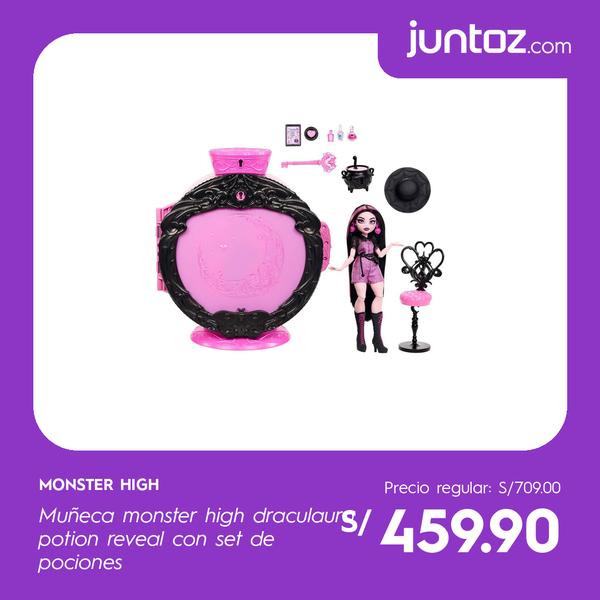 juntoz.com
MONSTER HIGH
Muñeca monster high draculaura
potion reveal con set de
pociones
Precio regular: S/709.00
S/ 459.90